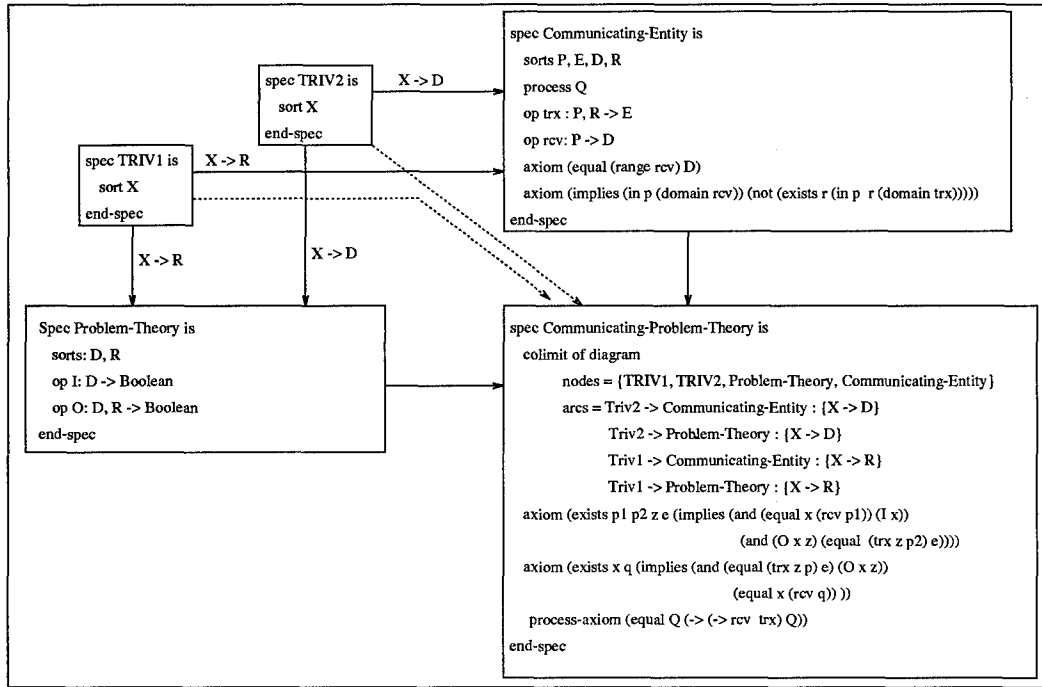 spec Communicating-Entity is
sorts P, E, D, R
process Q
op trx : P, R -> E
op rcv: P -> D
axiom (equal (range rcv) D)
axiom (implies (in p (domain rcv)) (not (exists r (in p r (domain trx)))))
end-spec
spec TRIV2 is
sort X
end-spec
X -> D
spec TRIV1 is
sort X
end-spec
X -> R
X -> R
X -> D
Spec Problem-Theory is
sorts: D, R
op I: D -> Boolean
op O: D, R -> Boolean
end-spec
spec Communicating-Problem-Theory is
colimit of diagram
nodes = {TRIV1, TRIV2, Problem-Theory, Communicating-Entity}
arcs = Triv2 -> Communicating-Entity : {X -> D}
Triv2 -> Problem-Theory : {X -> D}
Triv1 -> Communicating-Entity : {X -> R}
Triv1 -> Problem-Theory : {X -> R}
axiom (exists p1 p2 z e (implies (and (equal x (rcv p1)) (I x))
(and (O x z) (equal (trx z p2) e))))
axiom (exists x q (implies (and (equal (trx z p) e) (O x z))
(equal x (rcv q)) ))
process-axiom (equal Q (-> (-> rcv trx) Q))
end-spec